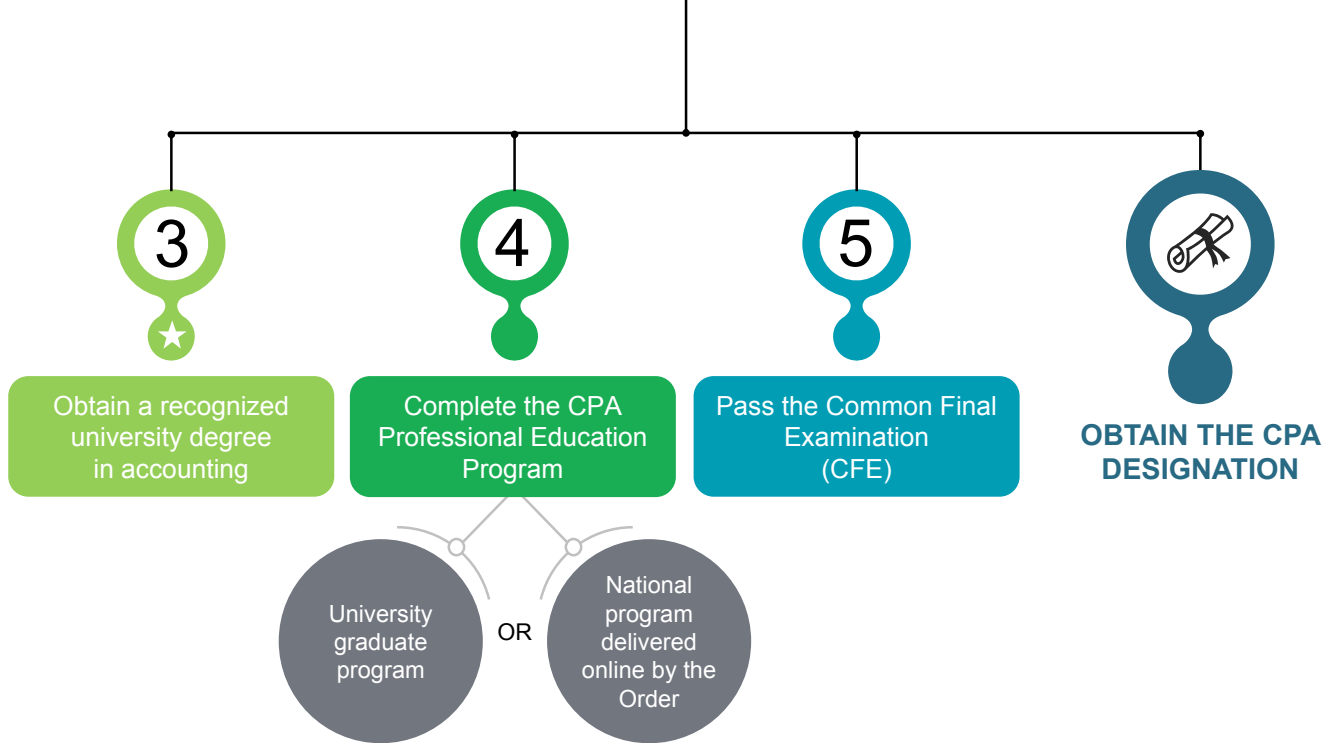 3
Obtain a recognized
university degree
in accounting
4
Complete the CPA
Professional Education
Program
University
graduate
program
OR
National
program
delivered
online by the
Order
5
Pass the Common Final
Examination
(CFE)
OBTAIN THE CPA
DESIGNATION